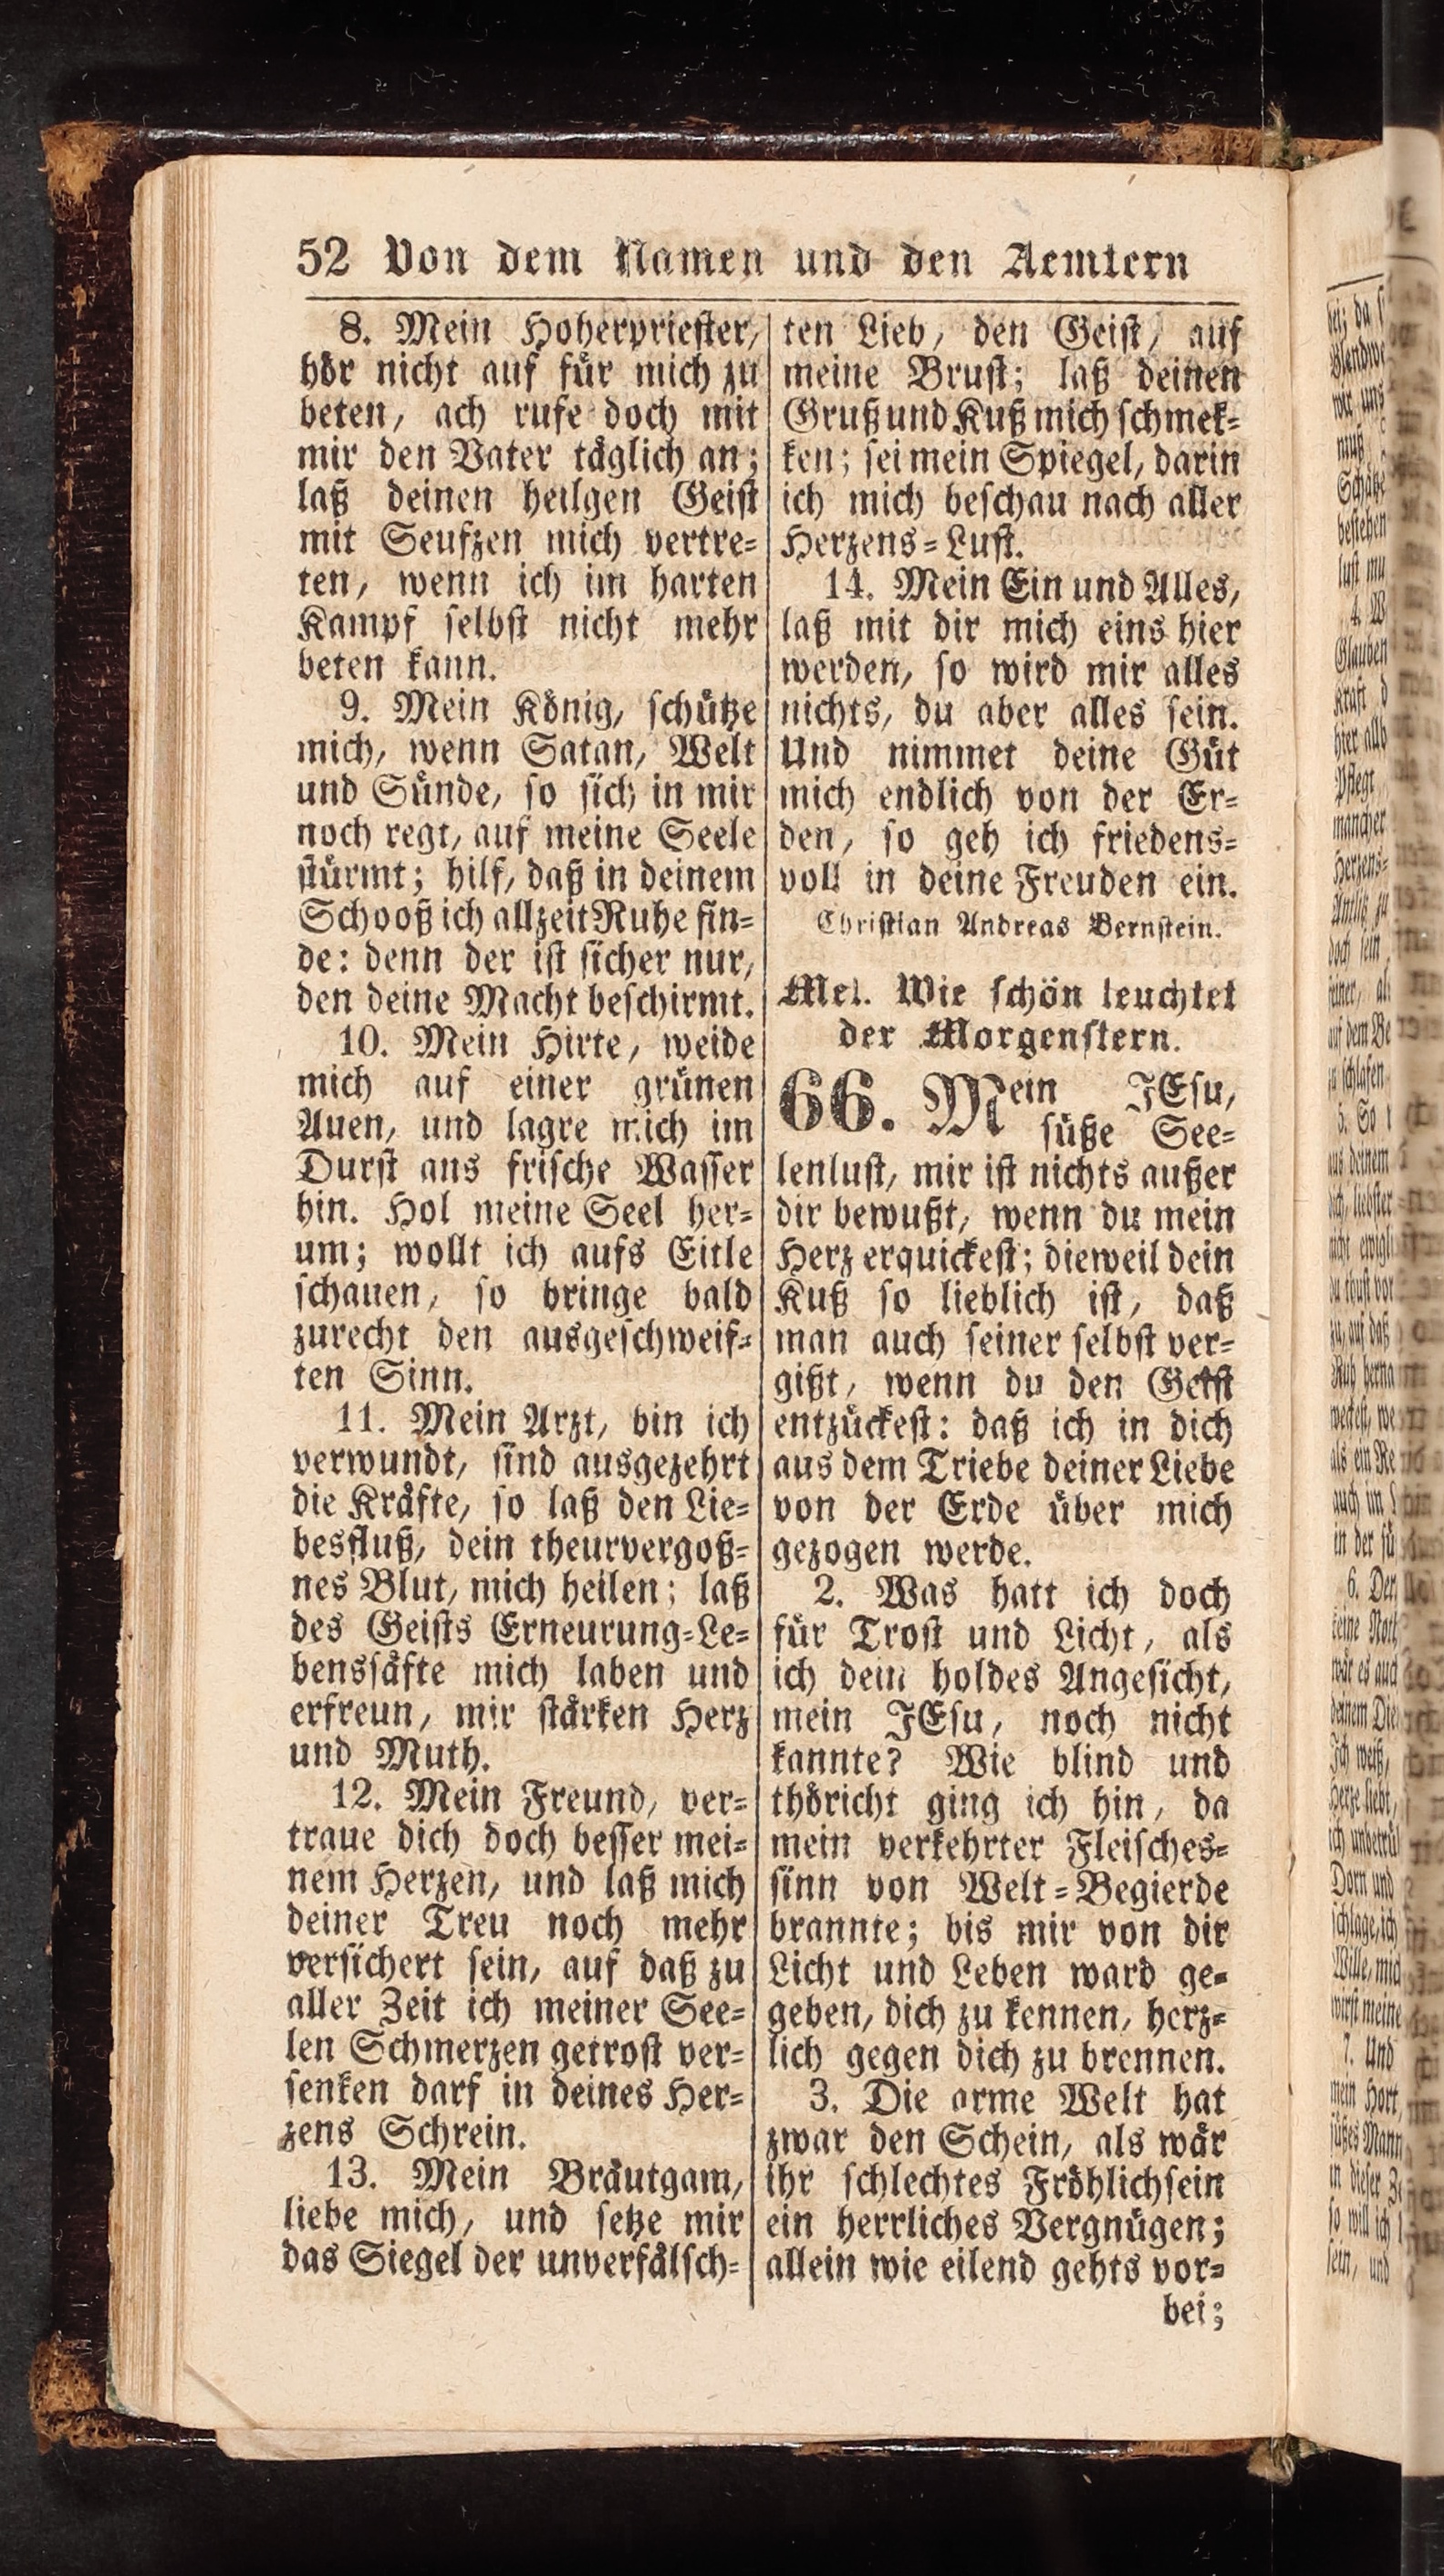 52 Von dem Namen und den Aemtern
8. Mein Hoherpriester,
hör nicht auf für mich zu
beten, ach rufe doch mit
mir den Vater täglich an;
laß deinen heilgen Geist
mit Seufzen mich vertre-
ten, wenn ich im harten
Kampf selbst nicht mehr
beten kann.
9. Mein König, schütze
mich, wenn Satan, Welt
und Sünde, so sich in mir
noch regt, auf meine Seele
stürmt; hilf, daß in deinem
Schooß ich allzeit Ruhe fin-
de: denn der ist sicher nur,
den deine Macht beschirmt.
10. Mein Hirte, weide
mich auf einer grünen
Auen, und lagre mich im
Durst ans frische Wasser
hin. Hol meine Seel her-
um; wollt ich aufs Eitle
schauen, so bringe bald
zurecht den ausgeschweif-
ten Sinn.
11. Mein Arzt, bin ich
verwundt, sind ausgezehrt
die Kräfte, so laß den Lie-
besfluß, dein theurvergoß-
nes Blut, mich heilen; laß
des Geists Erneurung-Le-
benssäfte mich laben und
erfreun, mir stärken Herz
und Muth.
12. Mein Freund, ver-
traue dich doch besser mei-
nem Herzen, und laß mich
deiner Treu noch mehr
versichert sein, auf daß zu
aller Zeit ich meiner See-
len Schmerzen getrost ver-
senken darf in deines Her-
zens Schrein.
13. Mein Bräutgam,
liebe mich, und setze mir
das Siegel der unverfälsch-
ten Lieb, den Geist, auf
meine Brust; laß deinen
Gruß und Kuß mich schmek-
ken; sei mein Spiegel, darin
ich mich beschau nach aller
Herzens-Lust.
14. Mein Ein und Alles,
laß mit dir mich eins hier
werden, so wird mir alles
nichts, du aber alles sein.
Und nimmet deine Güt
mich endlich von der Er-
den, so geh ich friedens-
voll in deine Freuden ein.
Christian Andreas Bernstein.
Mel. Wie schön leuchtet
der Morgenstern.
66. Mein JEsu,
süße See-
lenlust, mir ist nichts außer
dir bewußt, wenn du mein
Herz erquickest; dieweil dein
Kuß so lieblich ist, daß
man auch seiner selbst ver-
gißt, wenn du den Geist
entzückest: daß ich in dich
aus dem Triebe deiner Liebe
von der Erde über mich
gezogen werde.
2. Was hatt ich doch
für Trost und Licht, als
ich dein holdes Angesicht,
mein JEsu, noch nicht
kannte? Wie blind und
thöricht ging ich hin, da
mein verkehrter Fleisches-
sinn von Welt-Begierde
brannte; bis mir von dir
Licht und Leben ward ge-
geben, dich zu kennen, herz-
lich gegen dich zu brennen.
3. Die arme Welt hat
zwar den Schein, als wär
ihr schlechtes Fröhlichsein
ein herrliches Vergnügen;
allein wie eilend gehts vor-
bei;